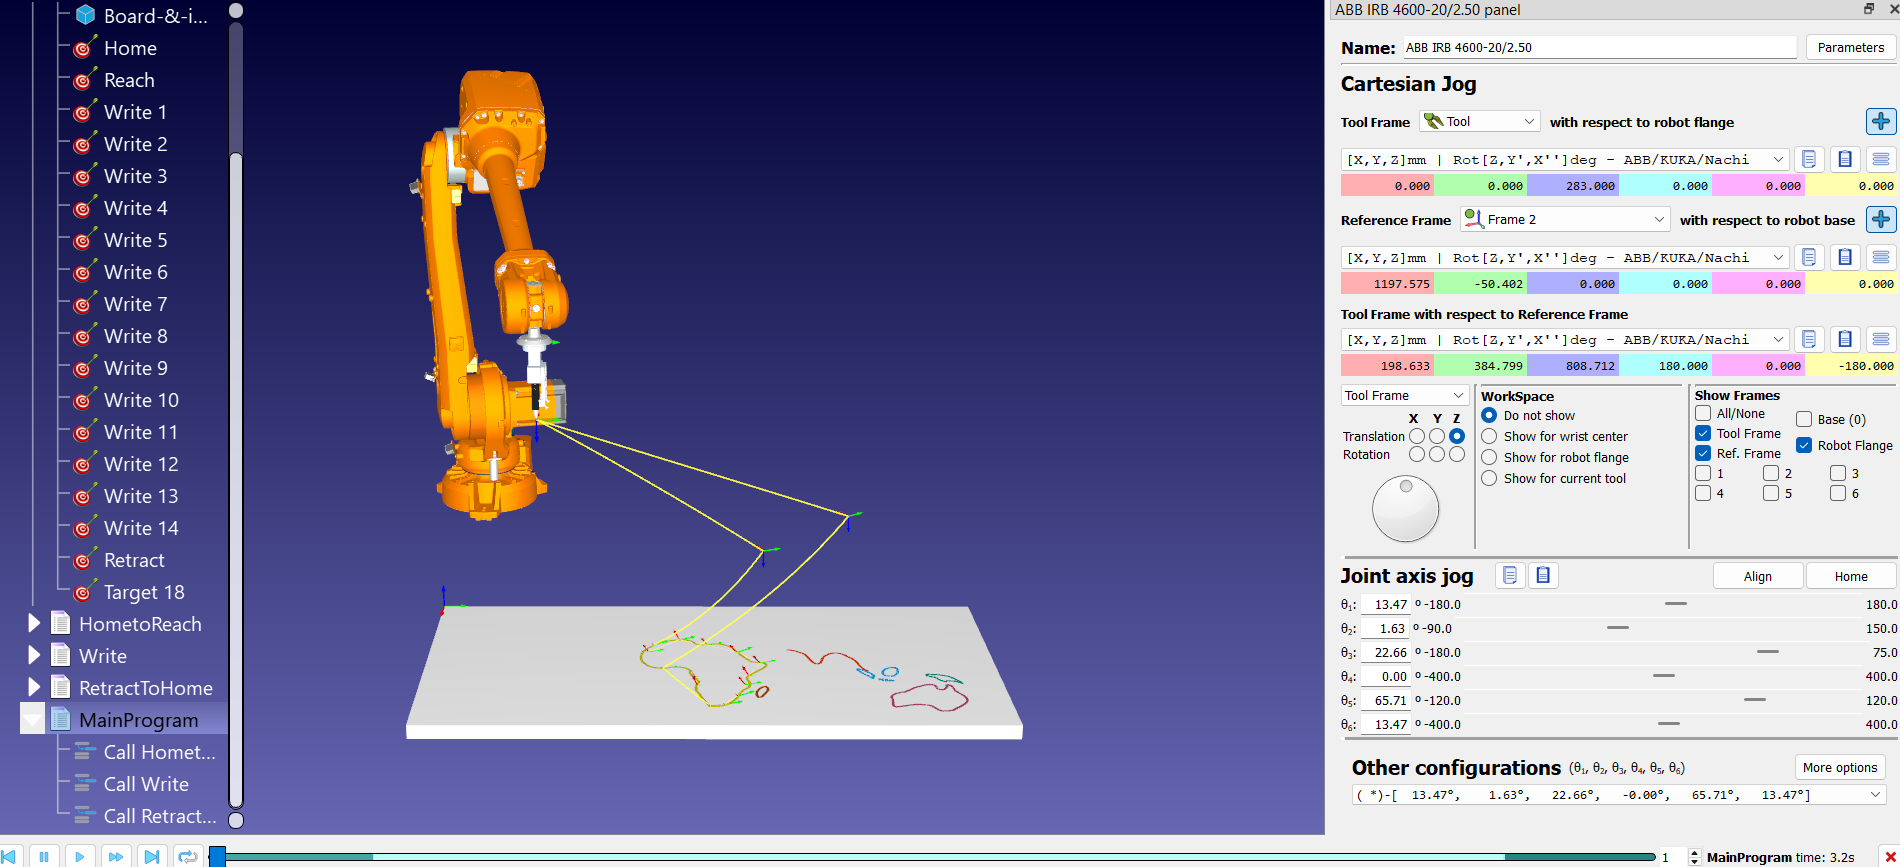 Board-&-i...
Home
Reach
Write 1
Write 2
Write 3
Write 4
Write 5
Write 6
Write 7
Write 8
Write 9
Write 10
Write 11
Write 12
Write 13
Write 14
Retract
Target 18
HometoReach
Write
RetractToHome
MainProgram
Call Homet...
Call Write
Call Retract...
ABB IRB 4600-20/2.50 panel
Name: ABB IRB 4600-20/2.50 Parameters
Cartesian Jog
Tool Frame Tool with respect to robot flange
[X,Y,Z]mm | Rot[Z,Y',X'']deg - ABB/KUKA/Nachi
0.000 0.000 283.000 0.000 0.000 0.000
Reference Frame Frame 2 with respect to robot base
[X,Y,Z]mm | Rot[Z,Y',X'']deg - ABB/KUKA/Nachi
1197.575 -50.402 0.000 0.000 0.000 0.000
Tool Frame with respect to Reference Frame
[X,Y,Z]mm | Rot[Z,Y',X'']deg - ABB/KUKA/Nachi
198.633 384.799 808.712 180.000 0.000 -180.000
Tool Frame
X Y Z
Translation
Rotation
WorkSpace
Do not show
Show for wrist center
Show for robot flange
Show for current tool
Show Frames
All/None Base (0)
Tool Frame Robot Flange
Ref. Frame
1 2 3
4 5 6
Joint axis jog Align Home
θ1: 13.47 º -180.0 180.0
θ2: 1.63 º -90.0 150.0
θ3: 22.66 º -180.0 75.0
θ4: 0.00 º -400.0 400.0
θ5: 65.71 º -120.0 120.0
θ6: 13.47 º -400.0 400.0
Other configurations (θ1, θ2, θ3, θ4, θ5, θ6) More options
( *)-[ 13.47°, 1.63°, 22.66°, -0.00°, 65.71°, 13.47°]
1 MainProgram time: 3.2s